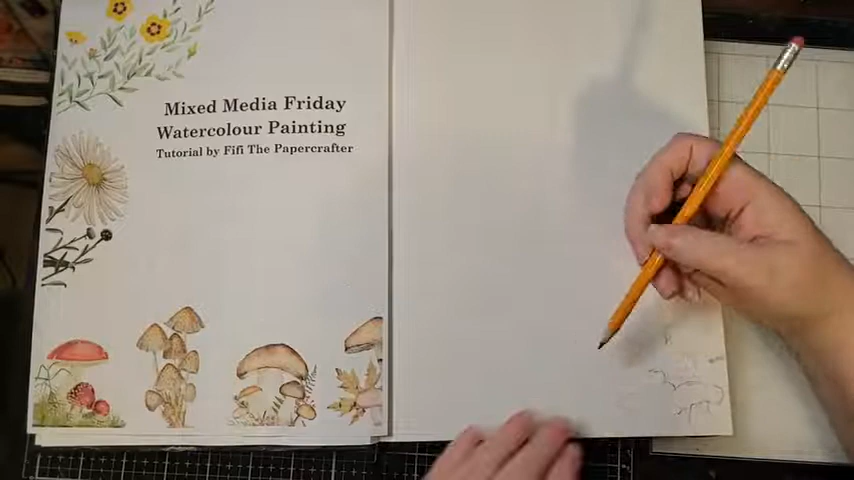 Mixed Media Friday
Watercolour Painting
Tutorial by Fifi The Papercrafter